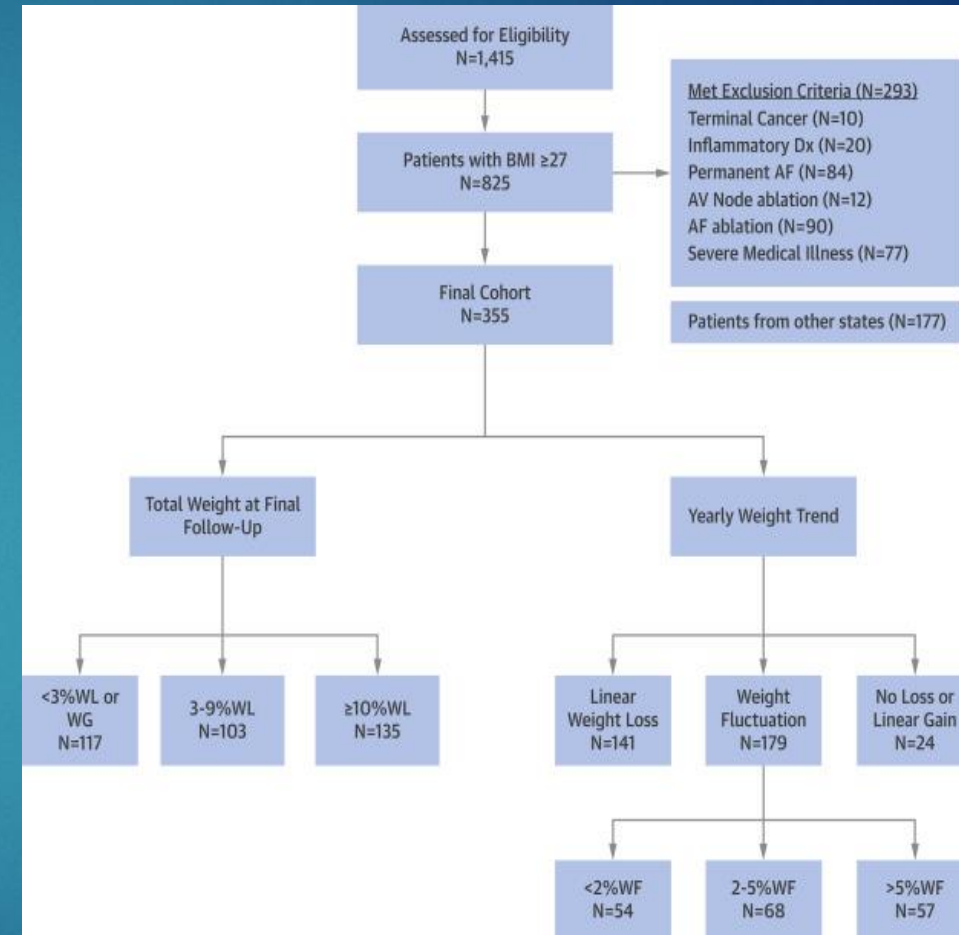 Assessed for Eligibility
N=1,415
Met Exclusion Criteria (N=293)
Terminal Cancer (N=10)
Inflammatory Dx (N=20)
Permanent AF (N=84)
AV Node ablation (N=12)
AF ablation (N=90)
Severe Medical Illness (N=77)
Patients with BMI ≥27
N=825
Final Cohort
N=355
Patients from other states (N=177)
Total Weight at Final
Follow-Up
Yearly Weight Trend
<3%WL or
WG
N=117
3-9%WL
N=103
≥10%WL
N=135
Linear
Weight Loss
N=141
Weight
Fluctuation
N=179
No Loss or
Linear Gain
N=24
<2%WF
N=54
2-5%WF
N=68
>5%WF
N=57